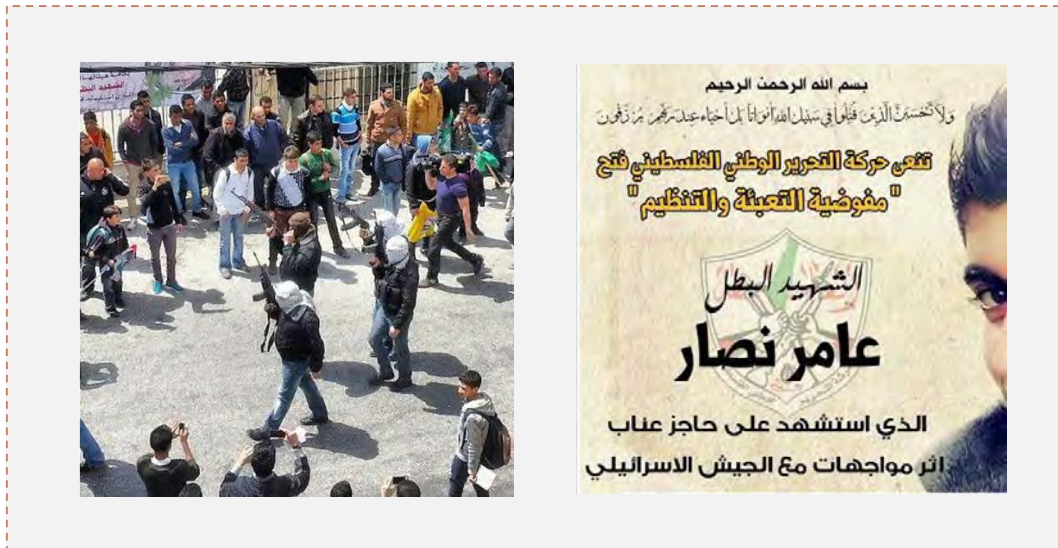 الشهيد البطل
بسم الله الرحمن الرحيم
ولا تحسبن الذين قتلوا في سبيل الله أمواتا بل أحياء عند ربهم يرزقون
تنعى حركة التحرير الوطني الفلسطيني فتح
" مفوضية التعبئة والتنظيم "
الشهيد البطل
عامر نصار
الذي استشهد على حاجز عناب
اثر مواجهات مع الجيش الاسرائيلي